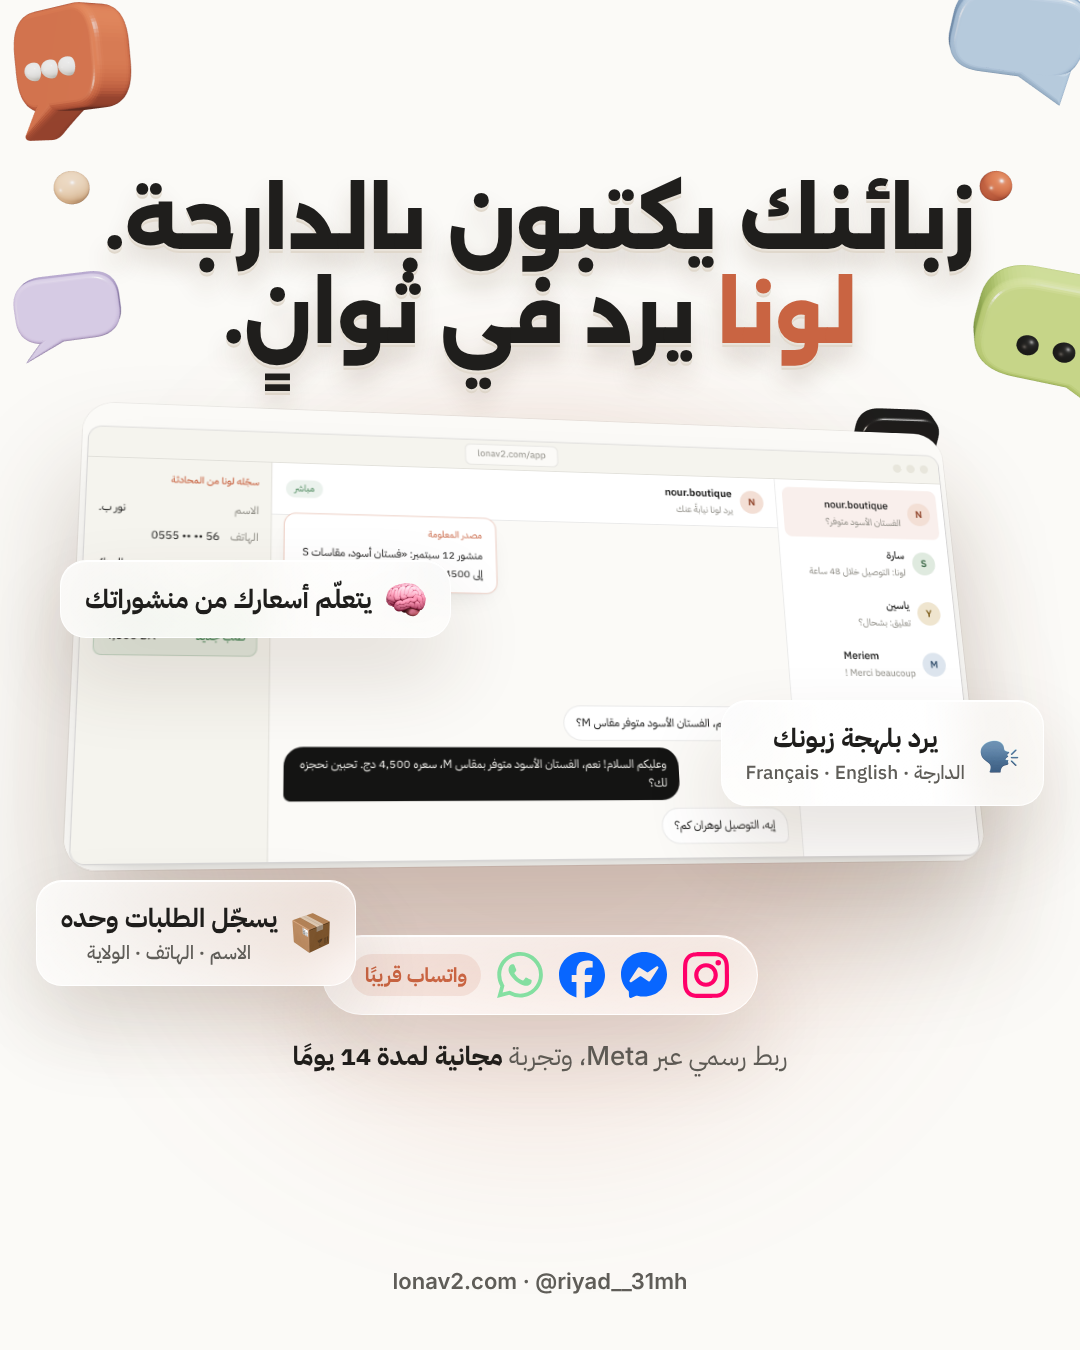 زبائنك يكتبون بالدارجة.
لونا يرد في ثوانٍ.
lonav2.com/app
nour.boutique
الفستان الأسود متوفر؟
سارة
لونا: التوصيل خلال 48 ساعة
ياسين
تعليق: بشحال؟
Meriem
Merci beaucoup !
nour.boutique
يرد لونا نيابة عنك
مباشر
مصدر المعلومة
منشور 12 سبتمبر: «فستان أسود، مقاسات S
إلى
سجّله لونا من المحادثة
الاسم نور ب.
الهاتف 0555 •• •• 56
🧠 يتعلّم أسعارك من منشوراتك
الفستان الأسود متوفر مقاس M؟
وعليكم السلام! نعم، الفستان الأسود متوفر بمقاس M، سعره 4,500 دج. تحبين نحجزه
لك؟
إيه، التوصيل لوهران كم؟
🗣️ يرد بلهجة زبونك
الدارجة · Français · English
📦 يسجّل الطلبات وحده
الاسم · الهاتف · الولاية
واتساب قريبًا
ربط رسمي عبر Meta، وتجربة مجانية لمدة 14 يومًا
lonav2.com · @riyad__31mh